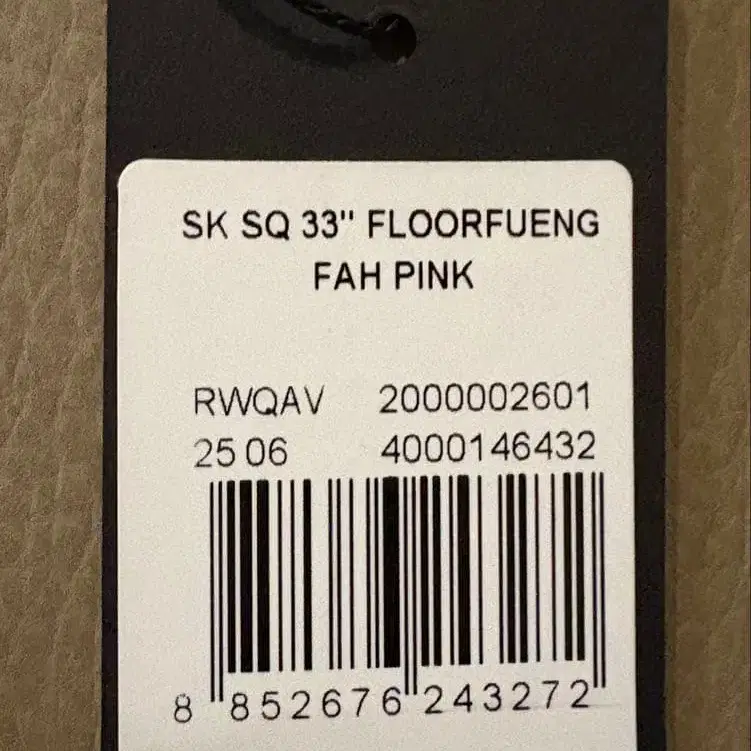 SK SQ 33" FLOORFUENG
FAH PINK
RWQAV 2000002601
25 06 4000146432
8 852676 243272